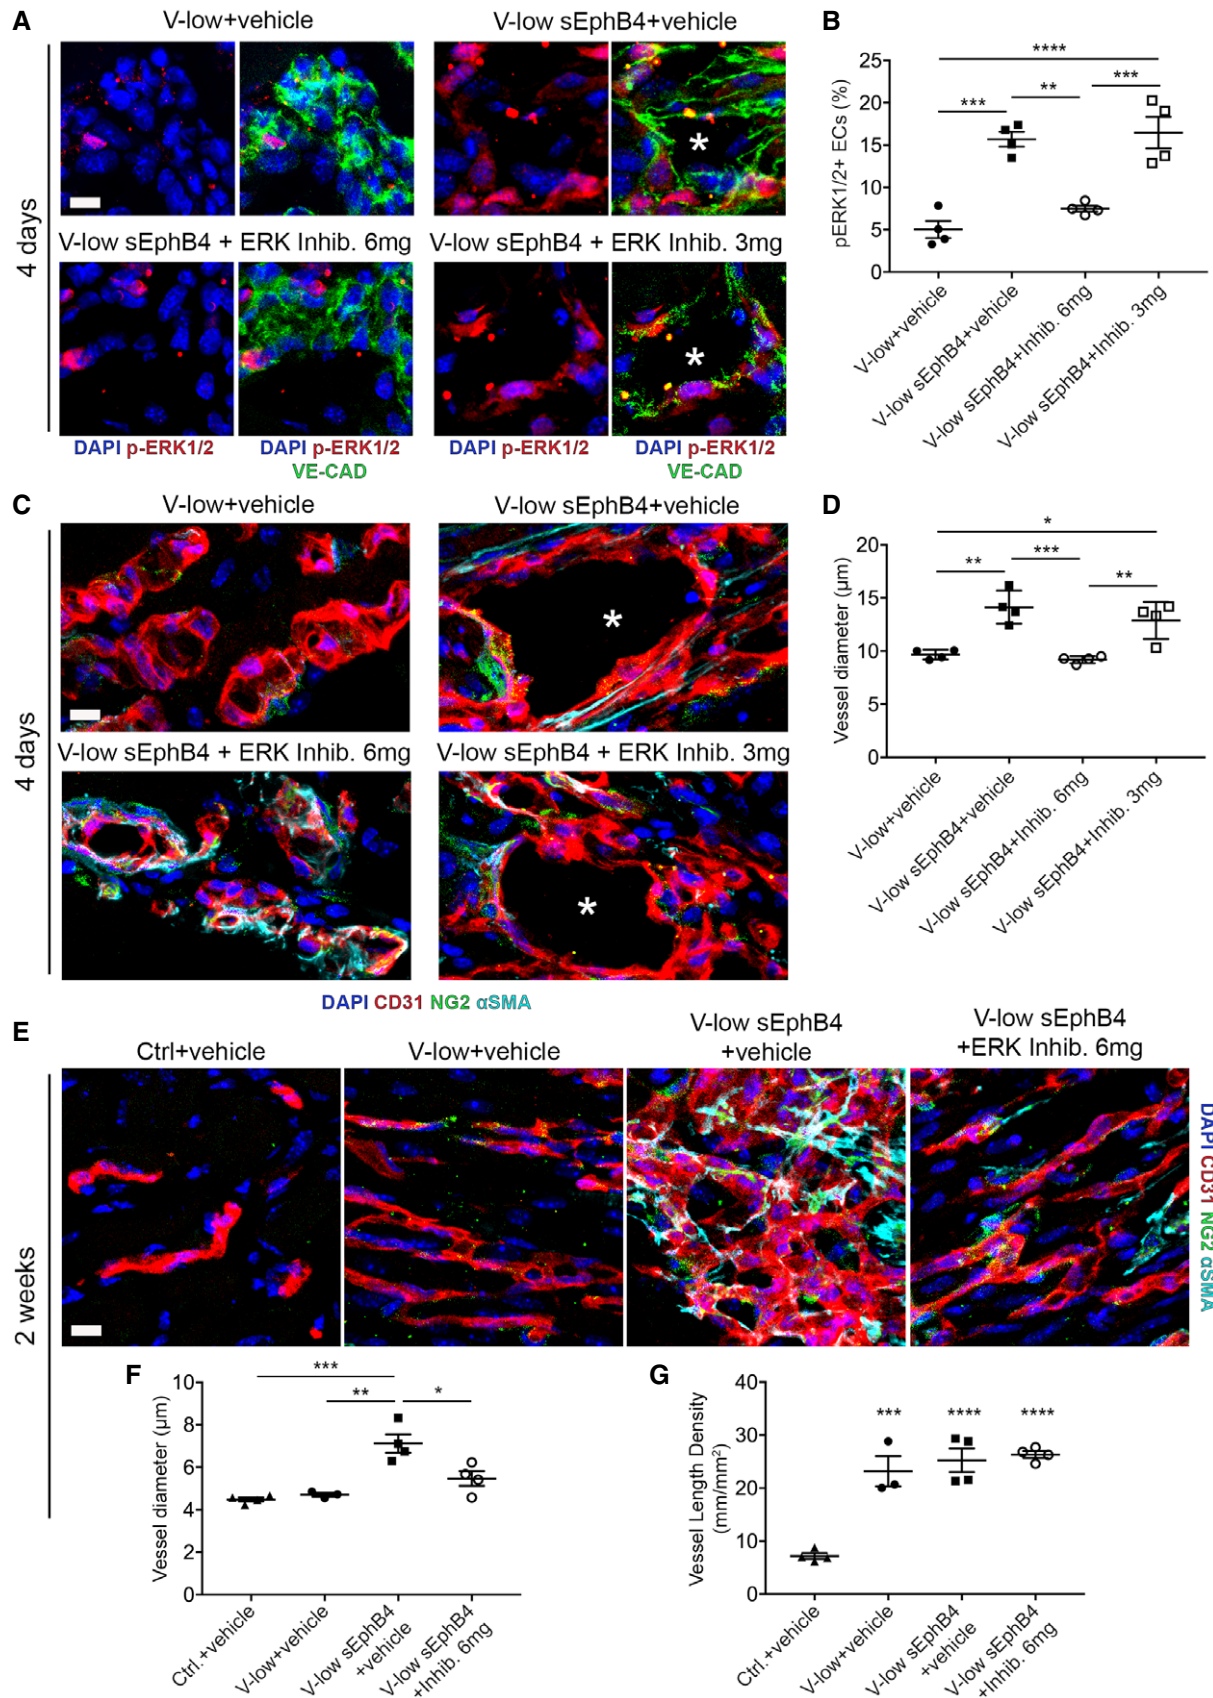 A
V-low+vehicle
V-low sEphB4+vehicle
4 days
V-low sEphB4 + ERK Inhib. 6mg
V-low sEphB4 + ERK Inhib. 3mg
*
*
DAPI p-ERK1/2
DAPI p-ERK1/2
VE-CAD
DAPI p-ERK1/2
DAPI p-ERK1/2
VE-CAD
B
pERK1/2+ ECs (%)
25
20
15
10
5
0
****
***
**
***
V-low+vehicle
V-low sEphB4+vehicle
V-low sEphB4+Inhib. 6mg
V-low sEphB4+Inhib. 3mg
C
V-low+vehicle
V-low sEphB4+vehicle
4 days
V-low sEphB4 + ERK Inhib. 6mg
V-low sEphB4 + ERK Inhib. 3mg
*
*
DAPI CD31 NG2 αSMA
D
Vessel diameter (µm)
20
15
10
5
0
*
**
***
**
V-low+vehicle
V-low sEphB4+vehicle
V-low sEphB4+Inhib. 6mg
V-low sEphB4+Inhib. 3mg
E
Ctrl+vehicle
V-low+vehicle
V-low sEphB4
+vehicle
V-low sEphB4
+ERK Inhib. 6mg
2 weeks
DAPI CD31 NG2 αSMA
F
Vessel diameter (µm)
10
8
6
4
2
0
***
**
*
Ctrl.+vehicle
V-low+vehicle
V-low sEphB4
+vehicle
V-low sEphB4
+Inhib. 6mg
G
Vessel Length Density
(mm/mm²)
40
30
20
10
0
***
****
****
Ctrl.+vehicle
V-low+vehicle
V-low sEphB4
+vehicle
V-low sEphB4
+Inhib. 6mg